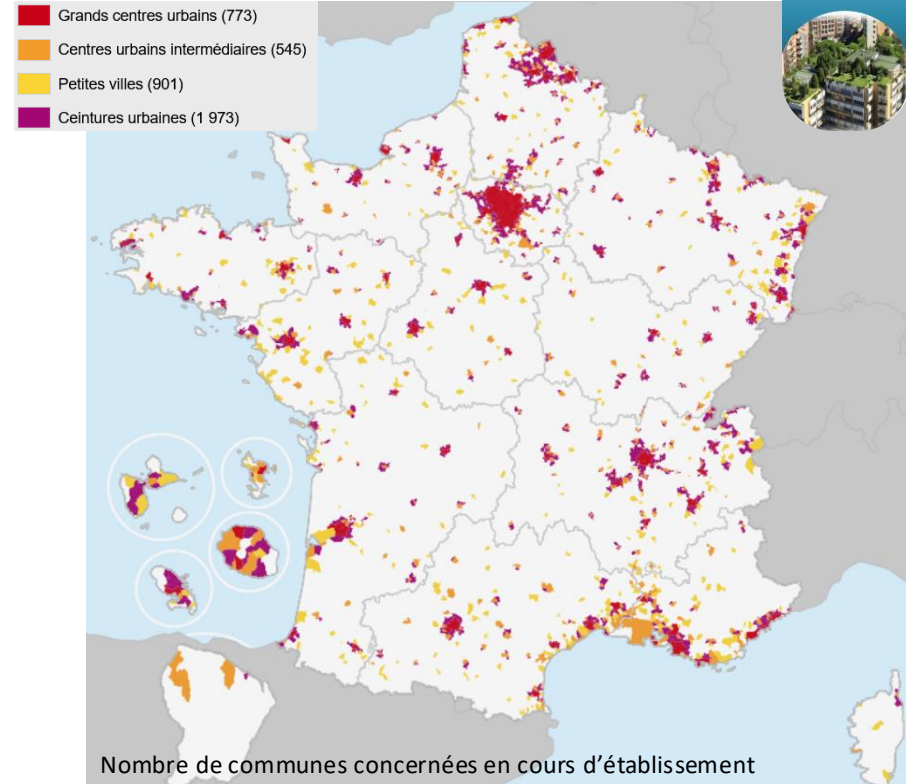 Grands centres urbains (773)
Centres urbains intermédiaires (545)
Petites villes (901)
Ceintures urbaines (1 973)
Nombre de communes concernées en cours d’établissement